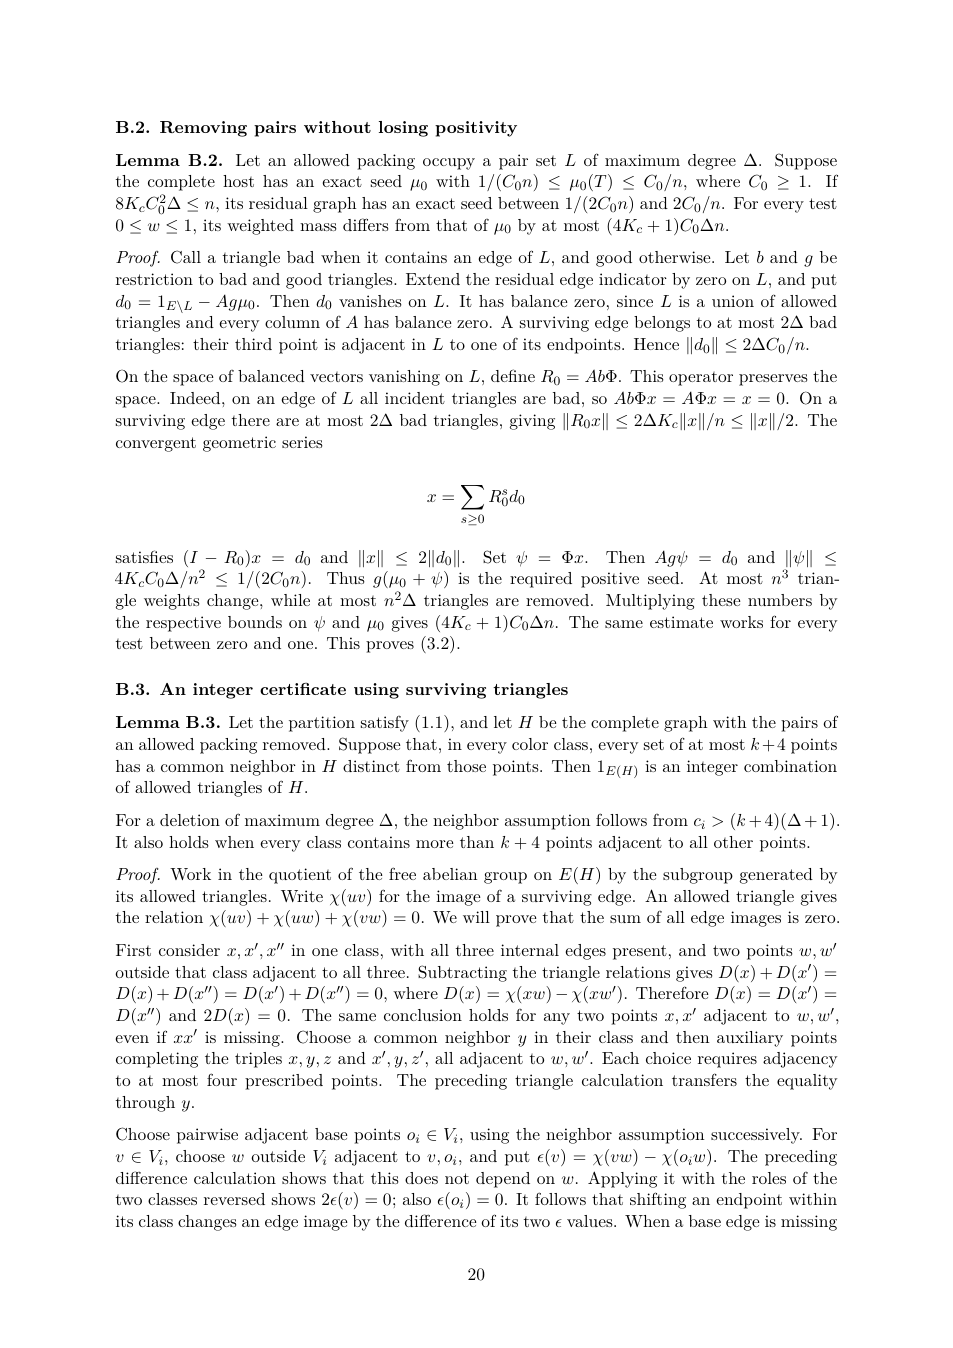 B.2. Removing pairs without losing positivity
Lemma B.2. Let an allowed packing occupy a pair set L of maximum degree Δ. Suppose
the complete host has an exact seed μ₀ with 1/(C₀n) ≤ μ₀(T) ≤ C₀/n, where C₀ ≥ 1. If
8K_cC₀²Δ ≤ n, its residual graph has an exact seed between 1/(2C₀n) and 2C₀/n. For every test
0 ≤ w ≤ 1, its weighted mass differs from that of μ₀ by at most (4K_c + 1)C₀Δn.
Proof. Call a triangle bad when it contains an edge of L, and good otherwise. Let b and g be
restriction to bad and good triangles. Extend the residual edge indicator by zero on L, and put
d₀ = 1_{E\L} − Agμ₀. Then d₀ vanishes on L. It has balance zero, since L is a union of allowed
triangles and every column of A has balance zero. A surviving edge belongs to at most 2Δ bad
triangles: their third point is adjacent in L to one of its endpoints. Hence ‖d₀‖ ≤ 2ΔC₀/n.
On the space of balanced vectors vanishing on L, define R₀ = AbΦ. This operator preserves the
space. Indeed, on an edge of L all incident triangles are bad, so AbΦx = AΦx = x = 0. On a
surviving edge there are at most 2Δ bad triangles, giving ‖R₀x‖ ≤ 2ΔK_c‖x‖/n ≤ ‖x‖/2. The
convergent geometric series
x = ∑_{s≥0} R₀ˢd₀
satisfies (I − R₀)x = d₀ and ‖x‖ ≤ 2‖d₀‖. Set ψ = Φx. Then Agψ = d₀ and ‖ψ‖ ≤
4K_cC₀Δ/n² ≤ 1/(2C₀n). Thus g(μ₀ + ψ) is the required positive seed. At most n³ trian-
gle weights change, while at most n²Δ triangles are removed. Multiplying these numbers by
the respective bounds on ψ and μ₀ gives (4K_c + 1)C₀Δn. The same estimate works for every
test between zero and one. This proves (3.2).
B.3. An integer certificate using surviving triangles
Lemma B.3. Let the partition satisfy (1.1), and let H be the complete graph with the pairs of
an allowed packing removed. Suppose that, in every color class, every set of at most k+4 points
has a common neighbor in H distinct from those points. Then 1_{E(H)} is an integer combination
of allowed triangles of H.
For a deletion of maximum degree Δ, the neighbor assumption follows from c_i > (k+4)(Δ+1).
It also holds when every class contains more than k + 4 points adjacent to all other points.
Proof. Work in the quotient of the free abelian group on E(H) by the subgroup generated by
its allowed triangles. Write χ(uv) for the image of a surviving edge. An allowed triangle gives
the relation χ(uv) + χ(uw) + χ(vw) = 0. We will prove that the sum of all edge images is zero.
First consider x, x′, x″ in one class, with all three internal edges present, and two points w, w′
outside that class adjacent to all three. Subtracting the triangle relations gives D(x) + D(x′) =
D(x) + D(x″) = D(x′) + D(x″) = 0, where D(x) = χ(xw) − χ(xw′). Therefore D(x) = D(x′) =
D(x″) and 2D(x) = 0. The same conclusion holds for any two points x, x′ adjacent to w, w′,
even if xx′ is missing. Choose a common neighbor y in their class and then auxiliary points
completing the triples x, y, z and x′, y, z′, all adjacent to w, w′. Each choice requires adjacency
to at most four prescribed points. The preceding triangle calculation transfers the equality
through y.
Choose pairwise adjacent base points o_i ∈ V_i, using the neighbor assumption successively. For
v ∈ V_i, choose w outside V_i adjacent to v, o_i, and put ϵ(v) = χ(vw) − χ(o_iw). The preceding
difference calculation shows that this does not depend on w. Applying it with the roles of the
two classes reversed shows 2ϵ(v) = 0; also ϵ(o_i) = 0. It follows that shifting an endpoint within
its class changes an edge image by the difference of its two ϵ values. When a base edge is missing
20